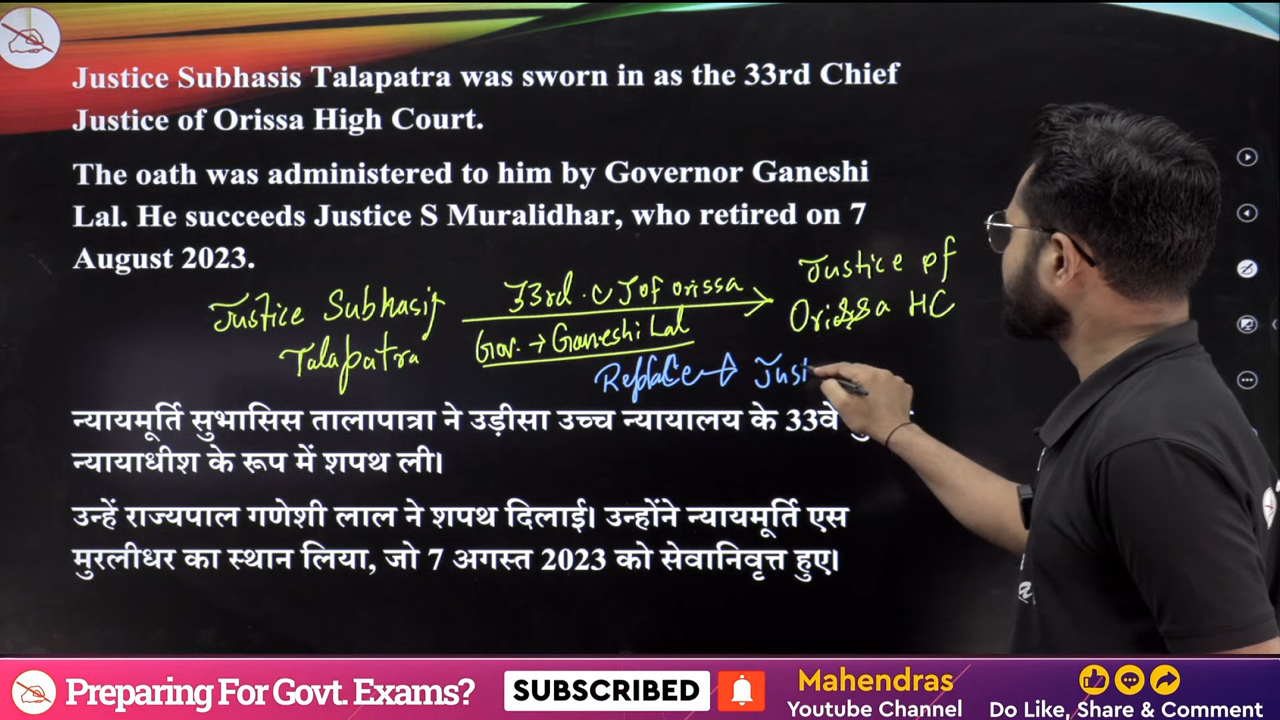 Justice Subhasis Talapatra was sworn in as the 33rd Chief
Justice of Orissa High Court.
The oath was administered to him by Governor Ganeshi
Lal. He succeeds Justice S Muralidhar, who retired on 7
August 2023.
Justice Subhasis
Talapatra
33rd. CJ of orissa
Gov. → Ganeshi Lal
Justice of
Orissa HC
Replace → Jusi
न्यायमूर्ति सुभासिस तालापात्रा ने उड़ीसा उच्च न्यायालय के 33वें
न्यायाधीश के रूप में शपथ ली।
उन्हें राज्यपाल गणेशी लाल ने शपथ दिलाई। उन्होंने न्यायमूर्ति एस
मुरलीधर का स्थान लिया, जो 7 अगस्त 2023 को सेवानिवृत्त हुए।
Preparing For Govt. Exams?
SUBSCRIBED
Mahendras
Youtube Channel
Do Like, Share & Comment